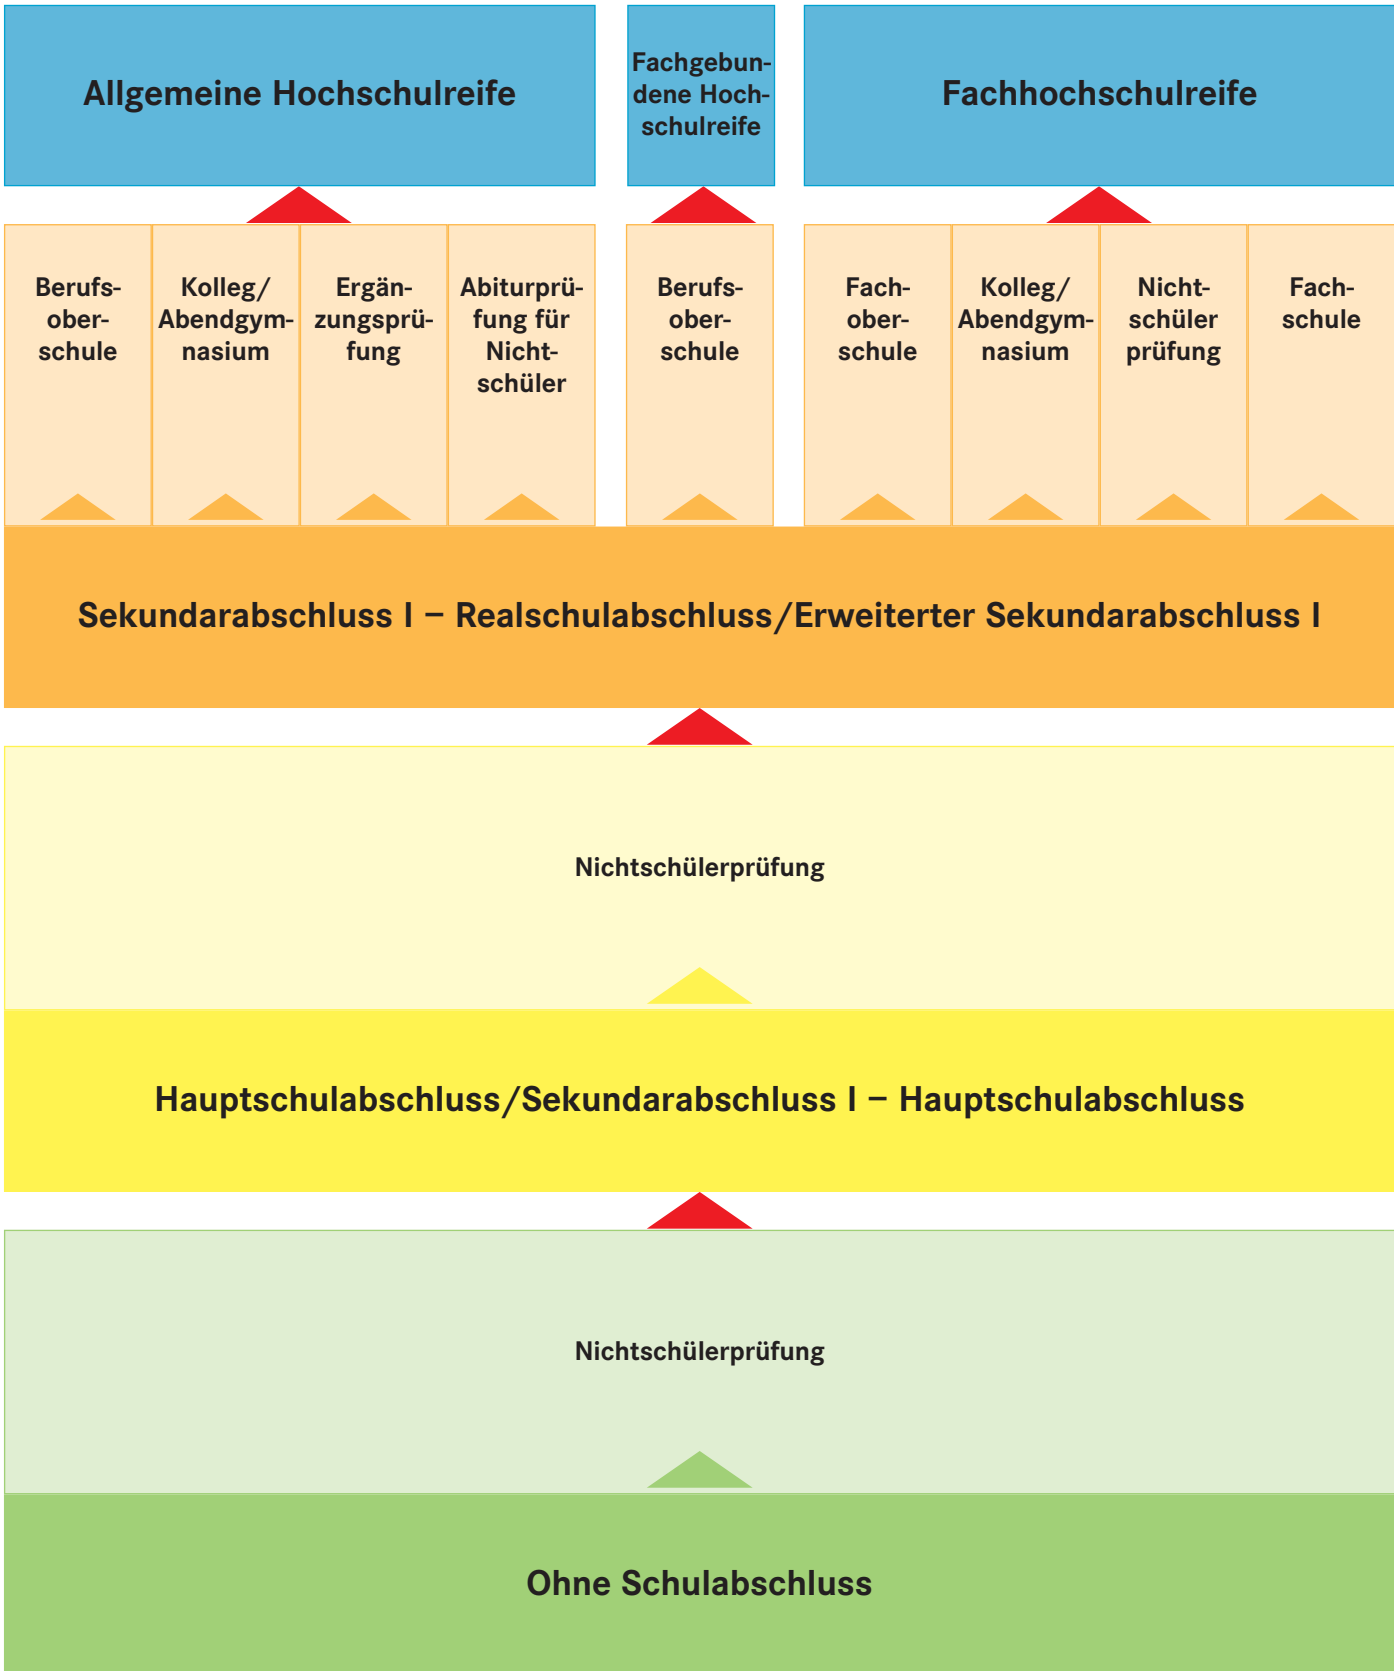 Allgemeine Hochschulreife
Fachgebun-
dene Hoch-
schulreife
Fachhochschulreife
Berufs-
ober-
schule
Kolleg/
Abendgym-
nasium
Ergän-
zungsprü-
fung
Abiturprü-
fung für
Nicht-
schüler
Berufs-
ober-
schule
Fach-
ober-
schule
Kolleg/
Abendgym-
nasium
Nicht-
schüler
prüfung
Fach-
schule
Sekundarabschluss I – Realschulabschluss/Erweiterter Sekundarabschluss I
Nichtschülerprüfung
Hauptschulabschluss/Sekundarabschluss I – Hauptschulabschluss
Nichtschülerprüfung
Ohne Schulabschluss